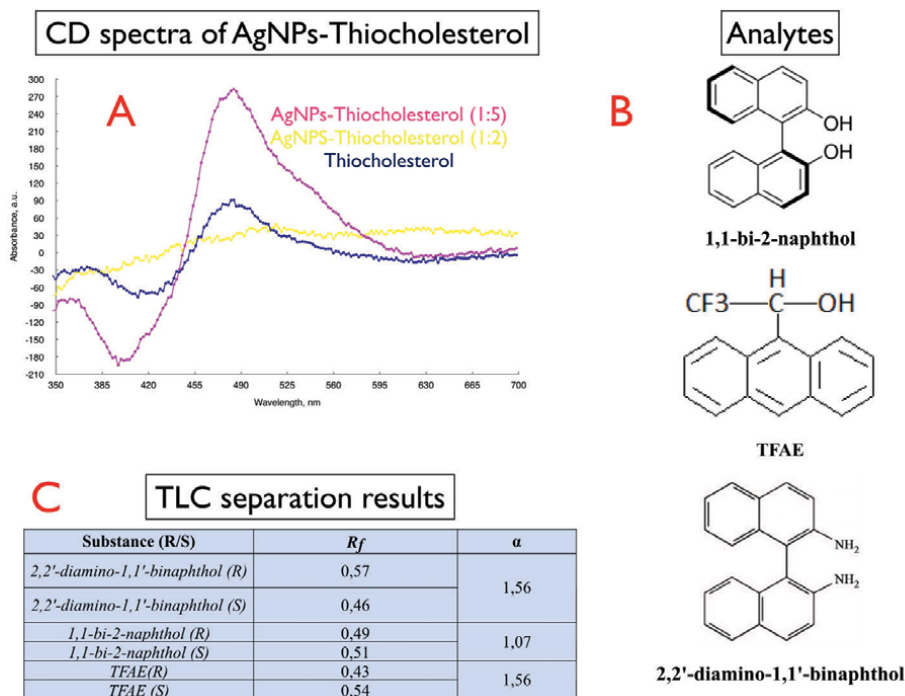 CD spectra of AgNPs-Thiocholesterol
A
AgNPs-Thiocholesterol (1:5)
AgNPS-Thiocholesterol (1:2)
Thiocholesterol
Absorbance, a.u.
300
270
240
210
180
150
120
90
60
30
0
-30
-60
-90
-120
-150
-180
-210
350
385
420
455
490
525
560
595
630
665
700
Wavelength, nm
Analytes
B
OH
HO
1,1-bi-2-naphthol
H
CF3—C—OH
TFAE
NH2
NH2
2,2'-diamino-1,1'-binaphthol
C
TLC separation results
Substance (R/S) Rf α
2,2'-diamino-1,1'-binaphthol (R) 0,57 1,56
2,2'-diamino-1,1'-binaphthol (S) 0,46
1,1-bi-2-naphthol (R) 0,49 1,07
1,1-bi-2-naphthol (S) 0,51
TFAE(R) 0,43 1,56
TFAE (S) 0,54